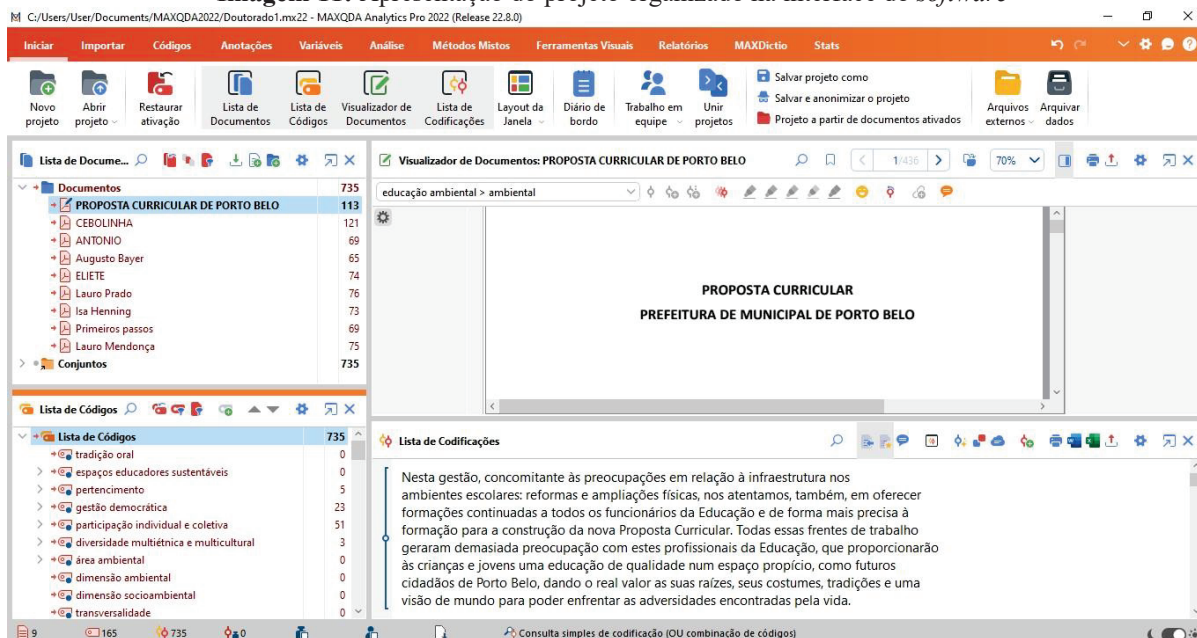 C:/Users/User/Documents/MAXQDA2022/Doutorado1.mx22 - MAXQDA Analytics Pro 2022 (Release 22.8.0)
Iniciar Importar Códigos Anotações Variáveis Análise Métodos Mistos Ferramentas Visuais Relatórios MAXDictio Stats
Novo projeto
Abrir projeto
Restaurar ativação
Lista de Documentos
Lista de Códigos
Visualizador de Documentos
Lista de Codificações
Layout da Janela
Diário de bordo
Trabalho em equipe
Unir projetos
Salvar projeto como
Salvar e anonimizar o projeto
Projeto a partir de documentos ativados
Arquivos externos
Arquivar dados
Lista de Docume...
Documentos 735
PROPOSTA CURRICULAR DE PORTO BELO 113
CEBOLINHA 121
ANTONIO 69
Augusto Bayer 65
ELIETE 74
Lauro Prado 76
Isa Henning 73
Primeiros passos 69
Lauro Mendonça 75
Conjuntos 735
Visualizador de Documentos: PROPOSTA CURRICULAR DE PORTO BELO 1/436 70%
educação ambiental > ambiental
PROPOSTA CURRICULAR
PREFEITURA DE MUNICIPAL DE PORTO BELO
Lista de Códigos
Lista de Códigos 735
tradição oral 0
espaços educadores sustentáveis 0
pertencimento 5
gestão democrática 23
participação individual e coletiva 51
diversidade multiétnica e multicultural 3
área ambiental 0
dimensão ambiental 0
dimensão socioambiental 0
transversalidade 0
Lista de Codificações
Nesta gestão, concomitante às preocupações em relação à infraestrutura nos
ambientes escolares: reformas e ampliações físicas, nos atentamos, também, em oferecer
formações continuadas a todos os funcionários da Educação e de forma mais precisa à
formação para a construção da nova Proposta Curricular. Todas essas frentes de trabalho
geraram demasiada preocupação com estes profissionais da Educação, que proporcionarão
às crianças e jovens uma educação de qualidade num espaço propício, como futuros
cidadãos de Porto Belo, dando o real valor as suas raízes, seus costumes, tradições e uma
visão de mundo para poder enfrentar as adversidades encontradas pela vida.
9 165 735 0 Consulta simples de codificação (OU combinação de códigos)